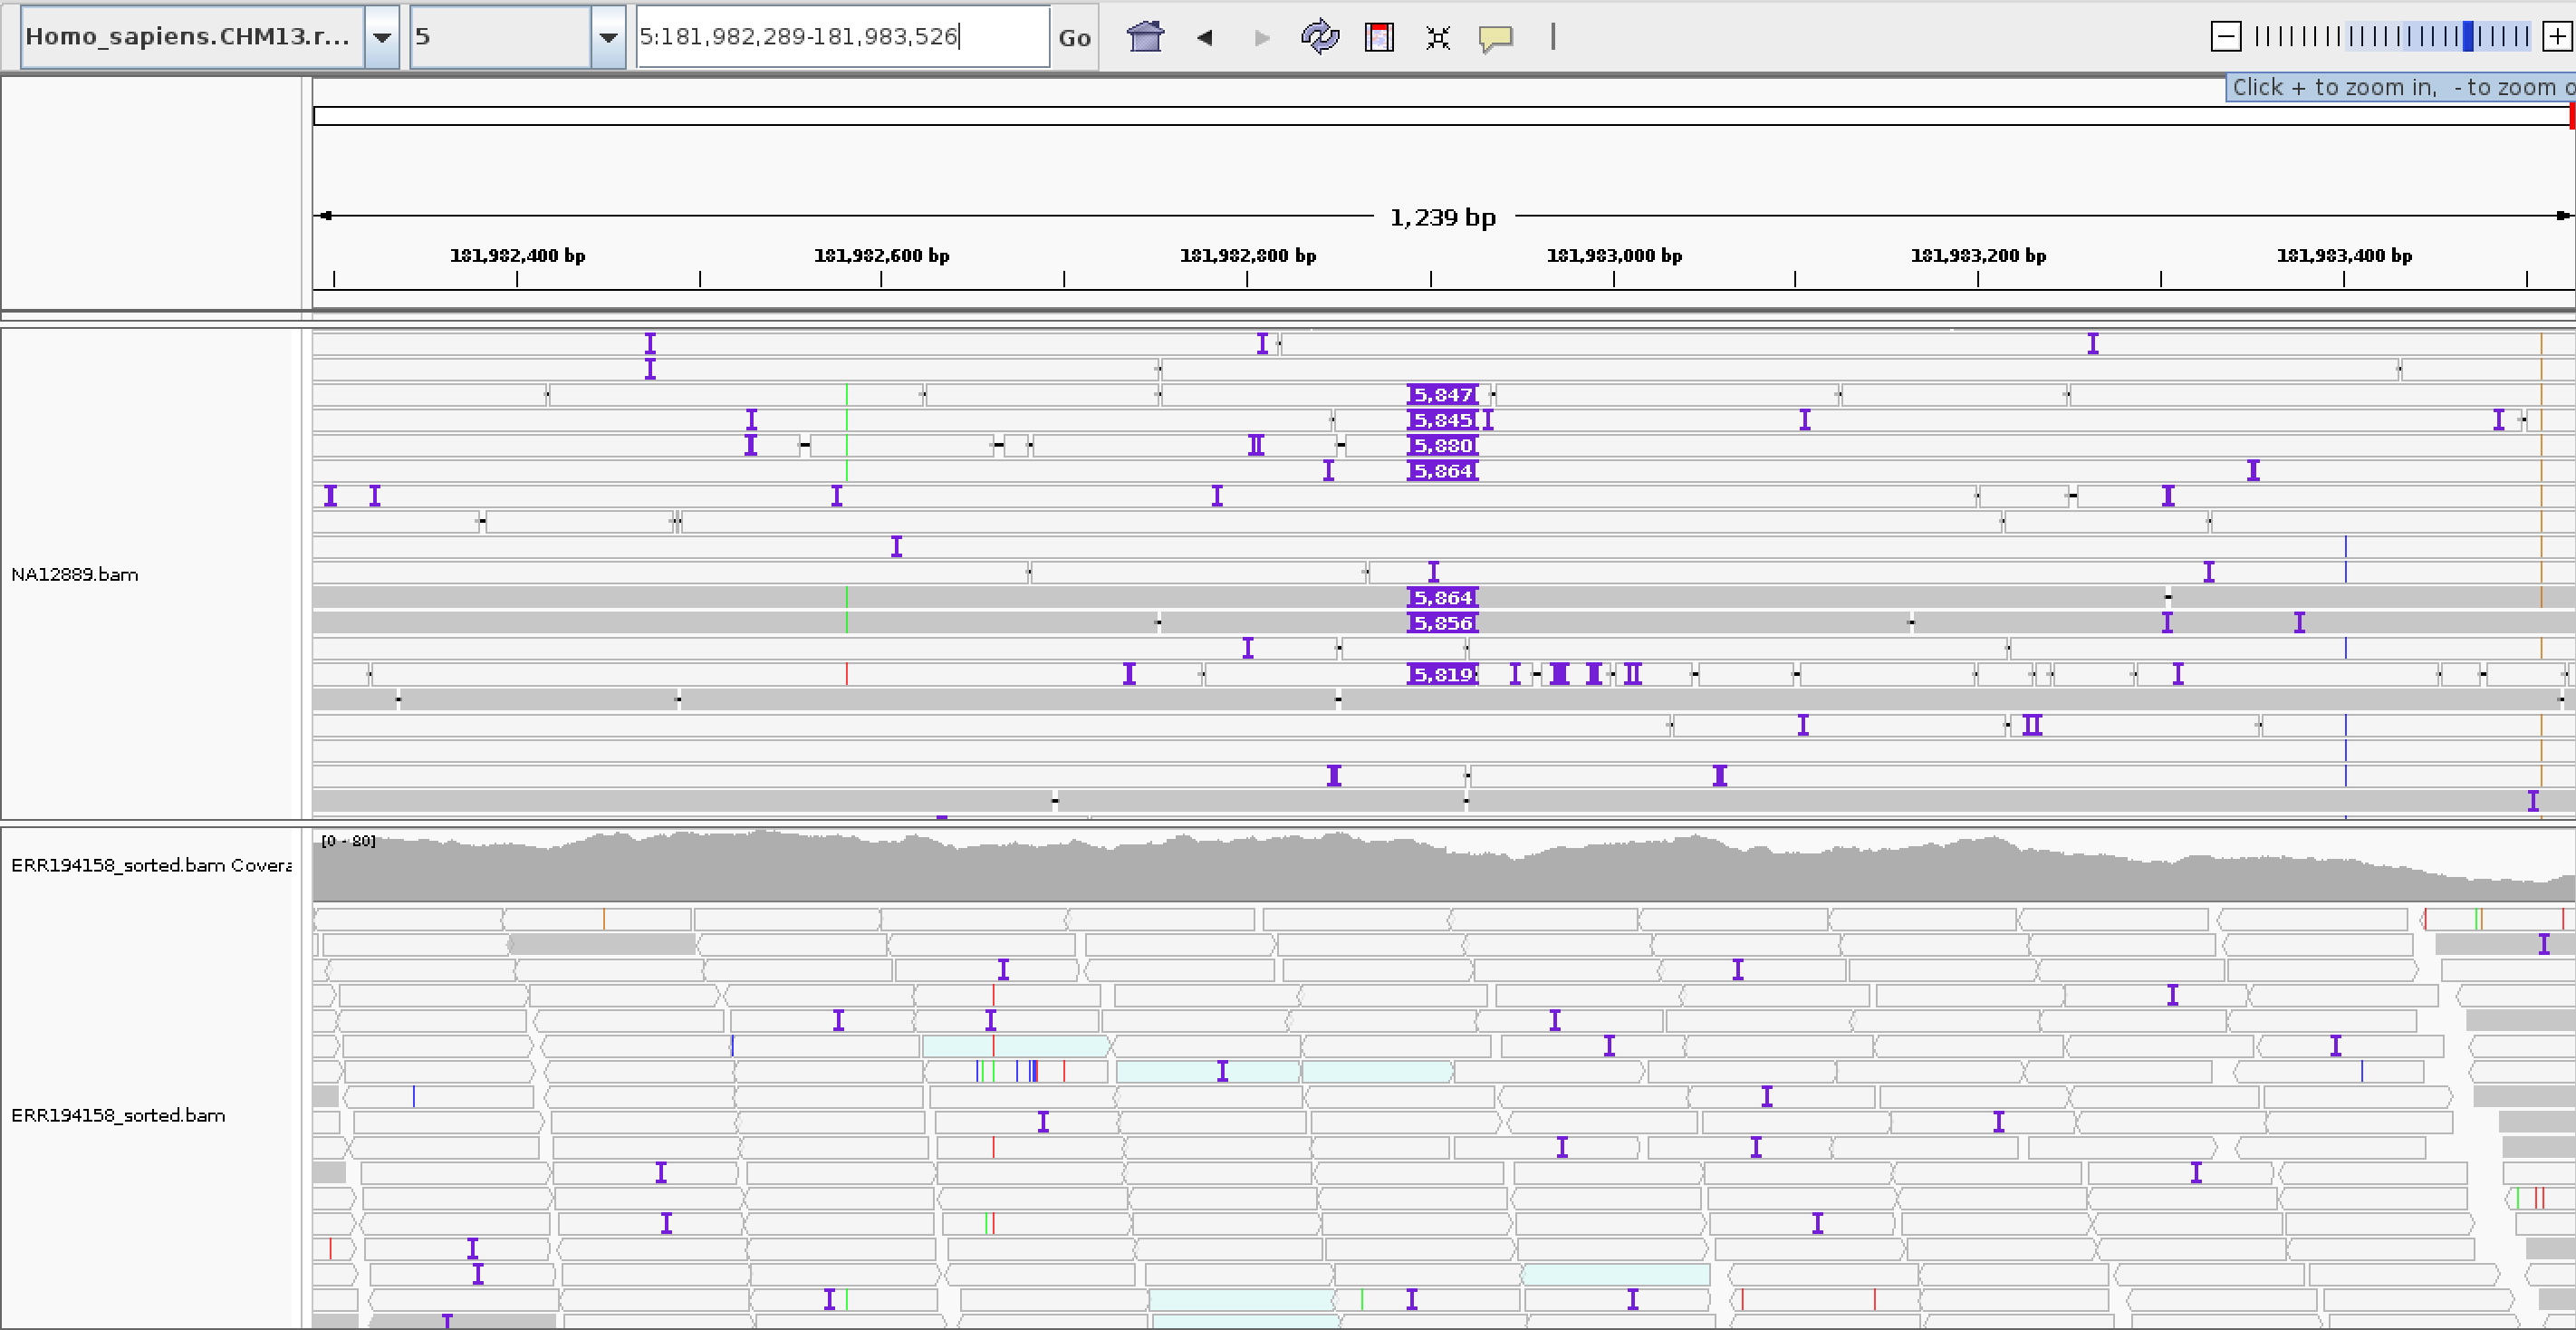 Homo_sapiens.CHM13.r... 5 5:181,982,289-181,983,526 Go
Click + to zoom in, - to zoom o
1,239 bp
181,982,400 bp 181,982,600 bp 181,982,800 bp 181,983,000 bp 181,983,200 bp 181,983,400 bp
5,847
5,845
5,880
5,864
NA12889.bam
5,864
5,856
5,819
[0 - 80]
ERR194158_sorted.bam Covera
ERR194158_sorted.bam